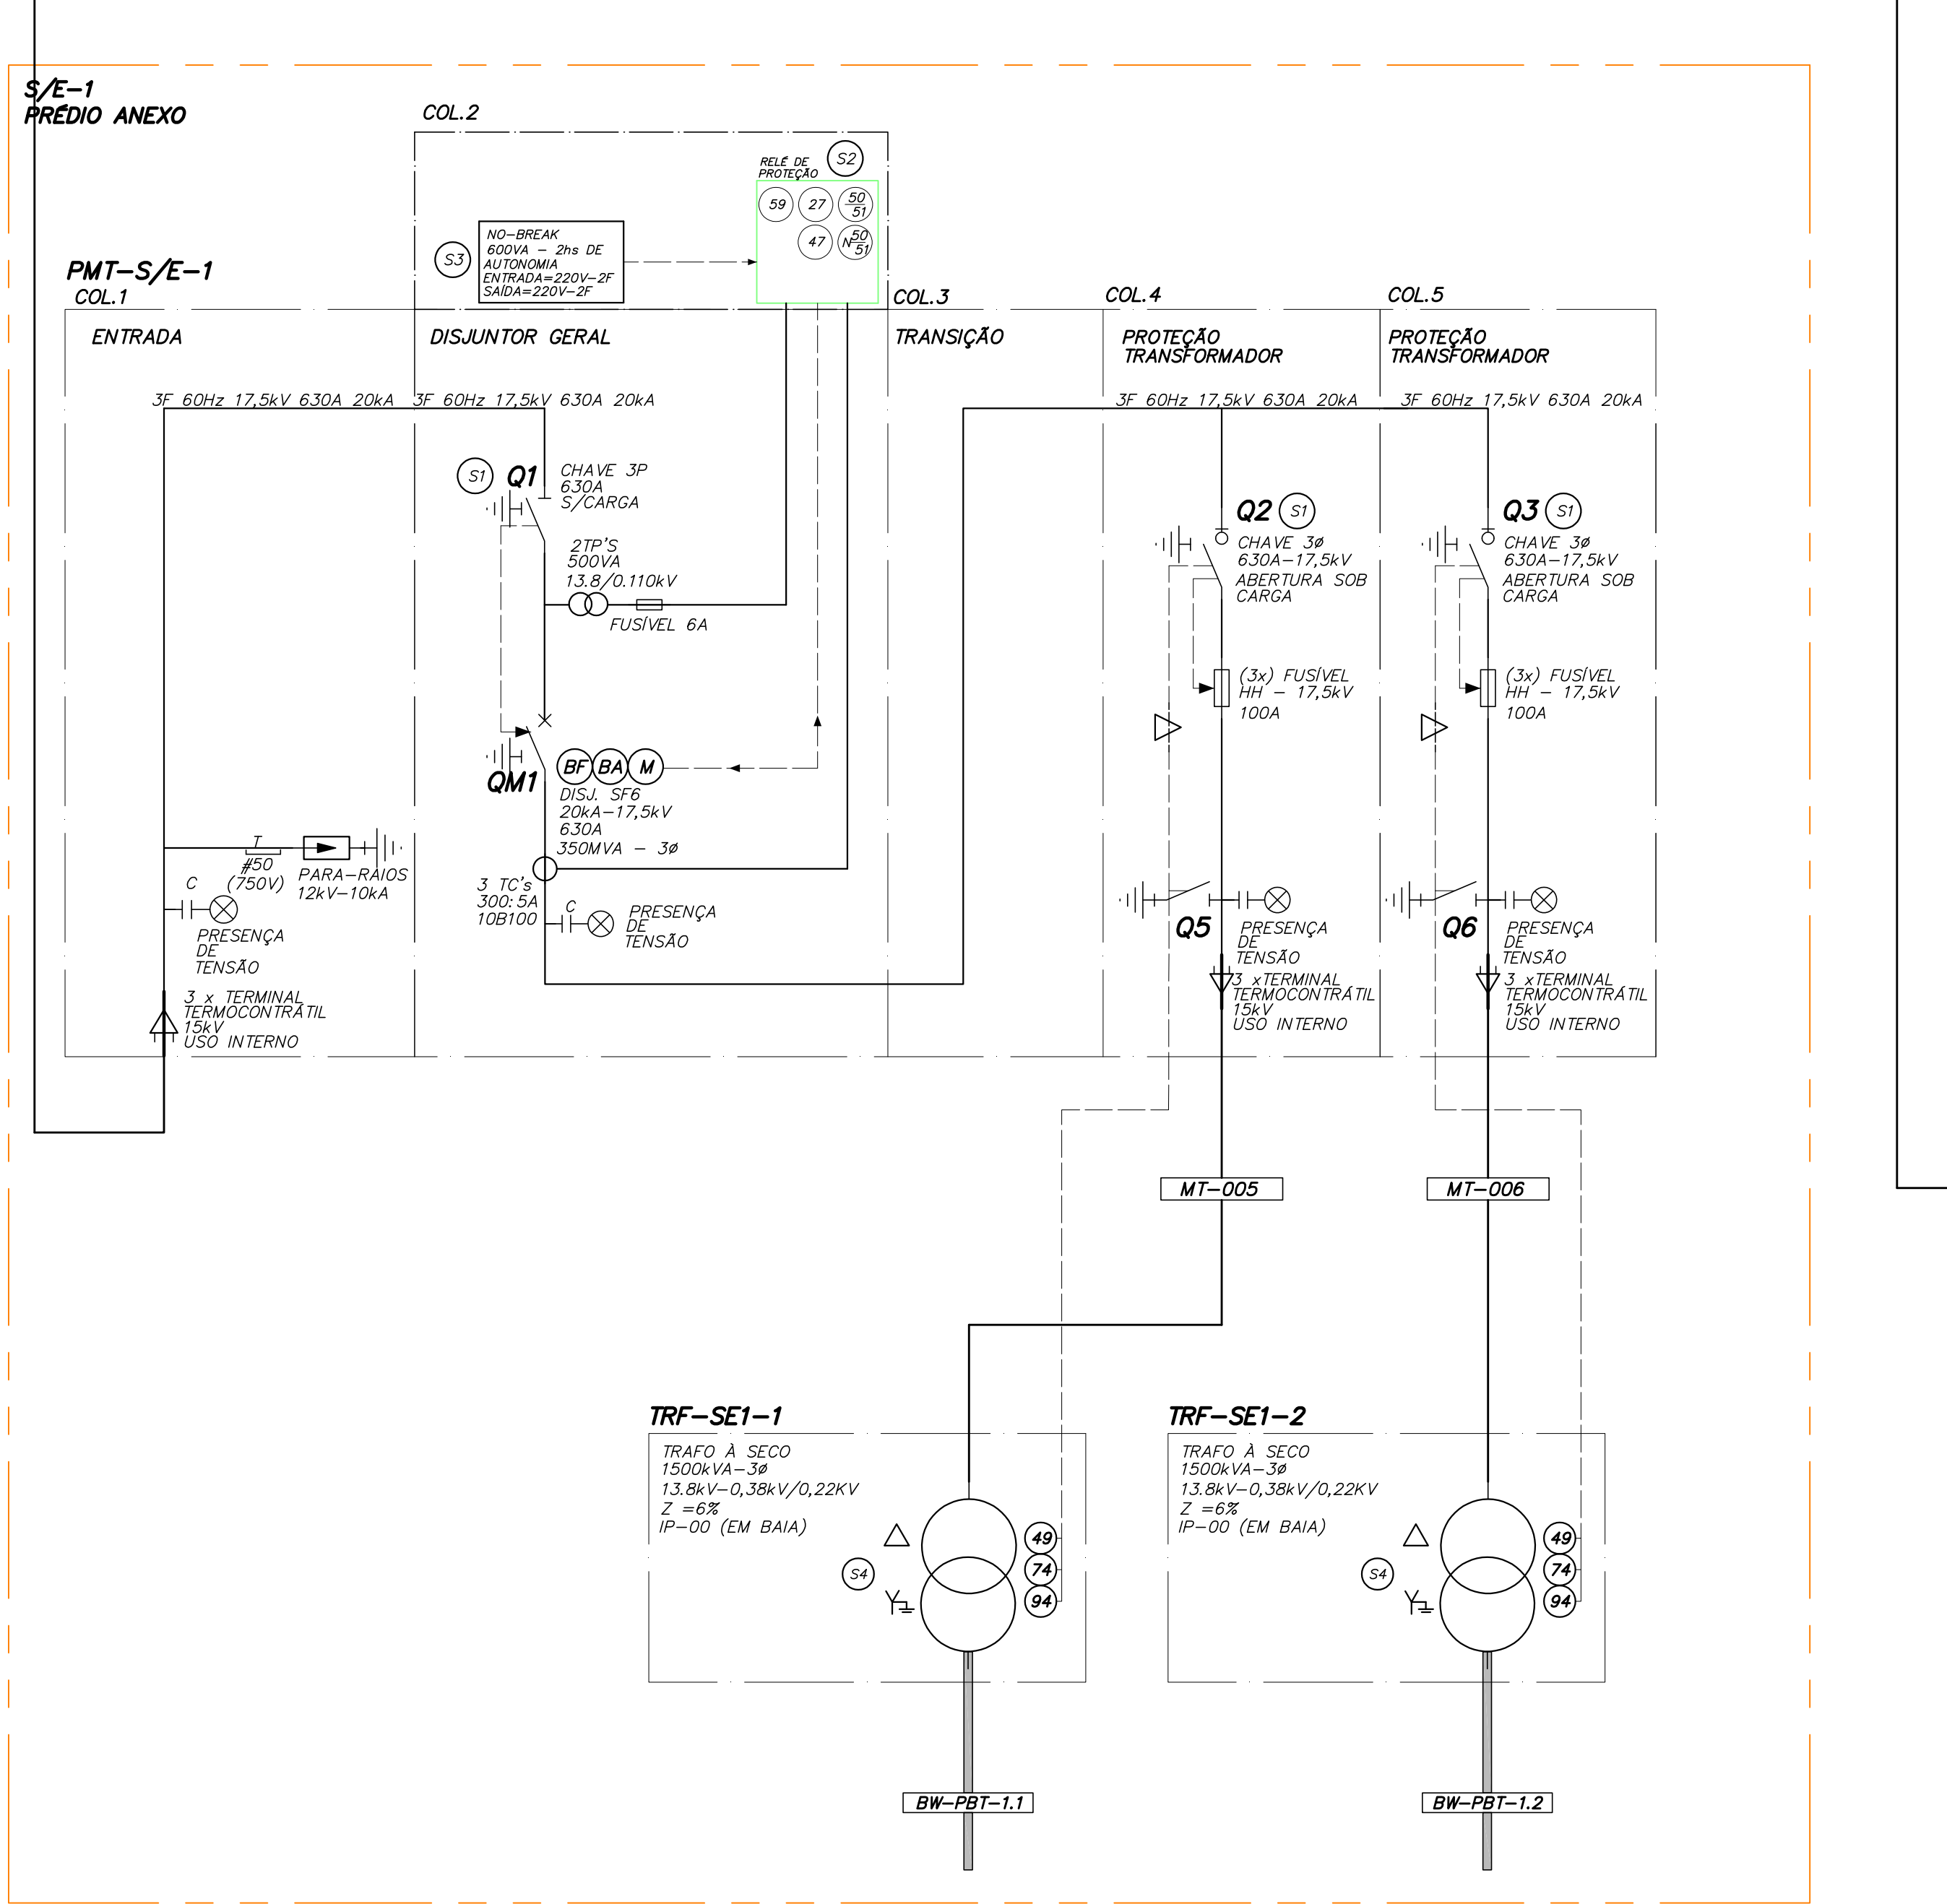 S/E-1
PRÉDIO ANEXO
COL.2
RELÉ DE
PROTEÇÃO
S2
59
27
50
51
47
N 50
51
S3
NO-BREAK
600VA - 2hs DE
AUTONOMIA
ENTRADA=220V-2F
SAÍDA=220V-2F
PMT-S/E-1
COL.1
COL.3
COL.4
COL.5
ENTRADA
DISJUNTOR GERAL
TRANSIÇÃO
PROTEÇÃO
TRANSFORMADOR
PROTEÇÃO
TRANSFORMADOR
3F 60Hz 17,5kV 630A 20kA
3F 60Hz 17,5kV 630A 20kA
3F 60Hz 17,5kV 630A 20kA
3F 60Hz 17,5kV 630A 20kA
S1
Q1
CHAVE 3P
630A
S/CARGA
2TP'S
500VA
13.8/0.110kV
FUSÍVEL 6A
Q2
S1
CHAVE 3ø
630A-17,5kV
ABERTURA SOB
CARGA
Q3
S1
CHAVE 3ø
630A-17,5kV
ABERTURA SOB
CARGA
(3x) FUSÍVEL
HH - 17,5kV
100A
(3x) FUSÍVEL
HH - 17,5kV
100A
QM1
BF
BA
M
DISJ. SF6
20kA-17,5kV
630A
350MVA - 3ø
T
#50
(750V)
PARA-RAIOS
12kV-10kA
C
PRESENÇA
DE
TENSÃO
3 TC's
300:5A
10B100
C
PRESENÇA
DE
TENSÃO
Q5
PRESENÇA
DE
TENSÃO
Q6
PRESENÇA
DE
TENSÃO
3 x TERMINAL
TERMOCONTRÁTIL
15kV
USO INTERNO
3 xTERMINAL
TERMOCONTRÁTIL
15kV
USO INTERNO
3 xTERMINAL
TERMOCONTRÁTIL
15kV
USO INTERNO
MT-005
MT-006
TRF-SE1-1
TRAFO À SECO
1500kVA-3ø
13.8kV-0,38kV/0,22KV
Z =6%
IP-00 (EM BAIA)
S4
49
74
94
TRF-SE1-2
TRAFO À SECO
1500kVA-3ø
13.8kV-0,38kV/0,22KV
Z =6%
IP-00 (EM BAIA)
S4
49
74
94
BW-PBT-1.1
BW-PBT-1.2